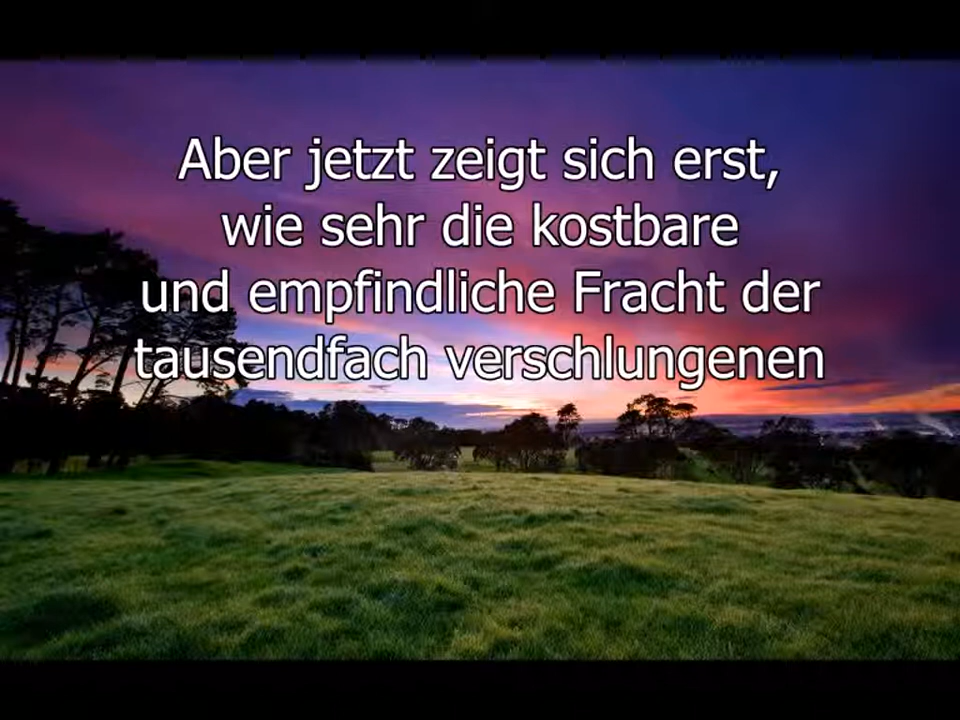 Aber jetzt zeigt sich erst,
wie sehr die kostbare
und empfindliche Fracht der
tausendfach verschlungenen